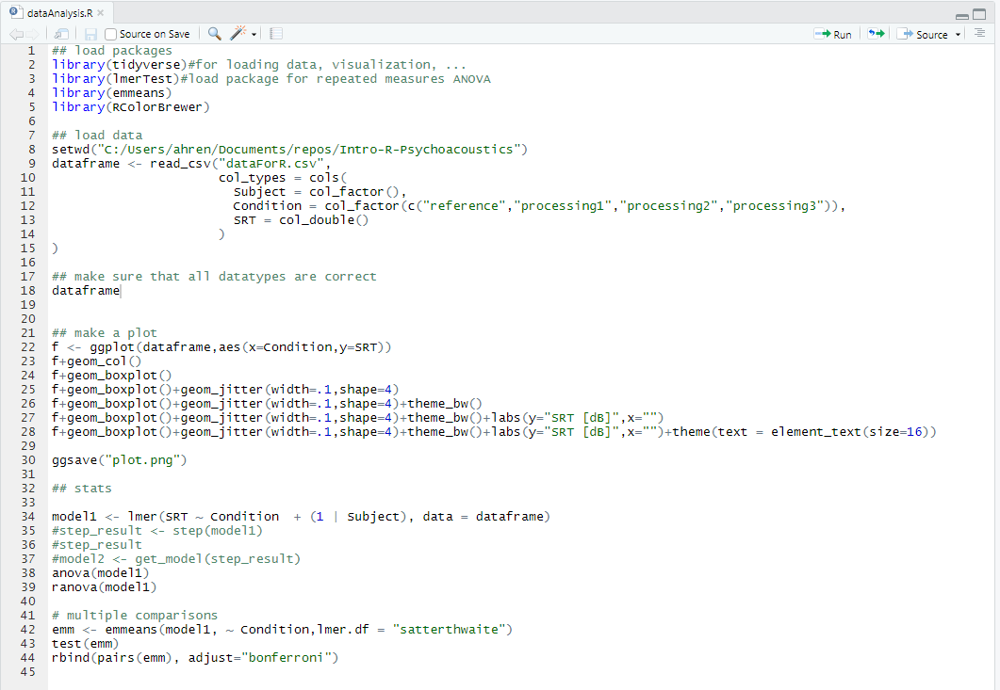 dataAnalysis.R
Source on Save
Run
Source
1 ## load packages
2 library(tidyverse)#for loading data, visualization, ...
3 library(lmerTest)#load package for repeated measures ANOVA
4 library(emmeans)
5 library(RColorBrewer)
6
7 ## load data
8 setwd("C:/Users/ahren/Documents/repos/Intro-R-Psychoacoustics")
9 dataframe <- read_csv("dataForR.csv",
10                       col_types = cols(
11                         Subject = col_factor(),
12                         Condition = col_factor(c("reference","processing1","processing2","processing3")),
13                         SRT = col_double()
14                       )
15 )
16
17 ## make sure that all datatypes are correct
18 dataframe
19
20
21 ## make a plot
22 f <- ggplot(dataframe,aes(x=Condition,y=SRT))
23 f+geom_col()
24 f+geom_boxplot()
25 f+geom_boxplot()+geom_jitter(width=.1,shape=4)
26 f+geom_boxplot()+geom_jitter(width=.1,shape=4)+theme_bw()
27 f+geom_boxplot()+geom_jitter(width=.1,shape=4)+theme_bw()+labs(y="SRT [dB]",x="")
28 f+geom_boxplot()+geom_jitter(width=.1,shape=4)+theme_bw()+labs(y="SRT [dB]",x="")+theme(text = element_text(size=16))
29
30 ggsave("plot.png")
31
32 ## stats
33
34 model1 <- lmer(SRT ~ Condition  + (1 | Subject), data = dataframe)
35 #step_result <- step(model1)
36 #step_result
37 #model2 <- get_model(step_result)
38 anova(model1)
39 ranova(model1)
40
41 # multiple comparisons
42 emm <- emmeans(model1, ~ Condition,lmer.df = "satterthwaite")
43 test(emm)
44 rbind(pairs(emm), adjust="bonferroni")
45